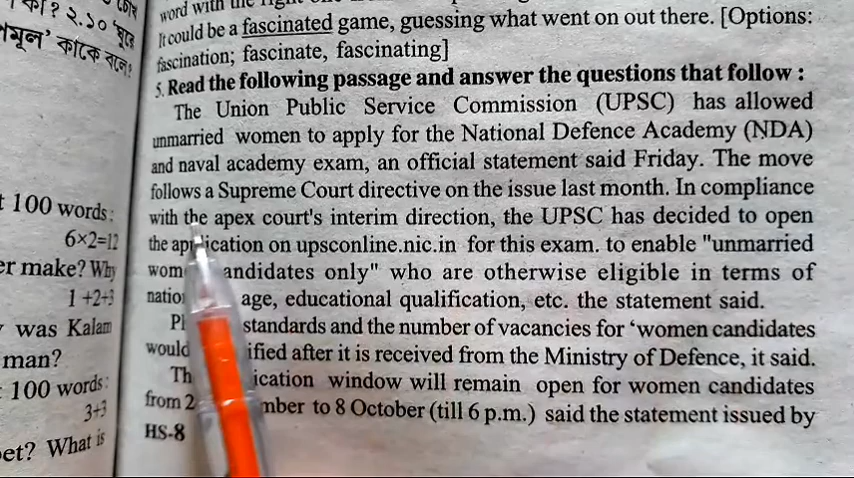 কা? ২.১০ 'ঘুরে
মূল' কাকে বলে?
100 words:
6×2=12
er make? Why
1+2+3
was Kalam
man?
100 words:
3+3
et? What is
word with the right one from
It could be a fascinated game, guessing what went on out there. [Options:
fascination; fascinate, fascinating]
5. Read the following passage and answer the questions that follow :
The Union Public Service Commission (UPSC) has allowed
unmarried women to apply for the National Defence Academy (NDA)
and naval academy exam, an official statement said Friday. The move
follows a Supreme Court directive on the issue last month. In compliance
with the apex court's interim direction, the UPSC has decided to open
the application on upsconline.nic.in for this exam. to enable "unmarried
wom andidates only" who are otherwise eligible in terms of
natio age, educational qualification, etc. the statement said.
Ph standards and the number of vacancies for 'women candidates
would ified after it is received from the Ministry of Defence, it said.
Th ication window will remain open for women candidates
from 2 mber to 8 October (till 6 p.m.) said the statement issued by
HS-8